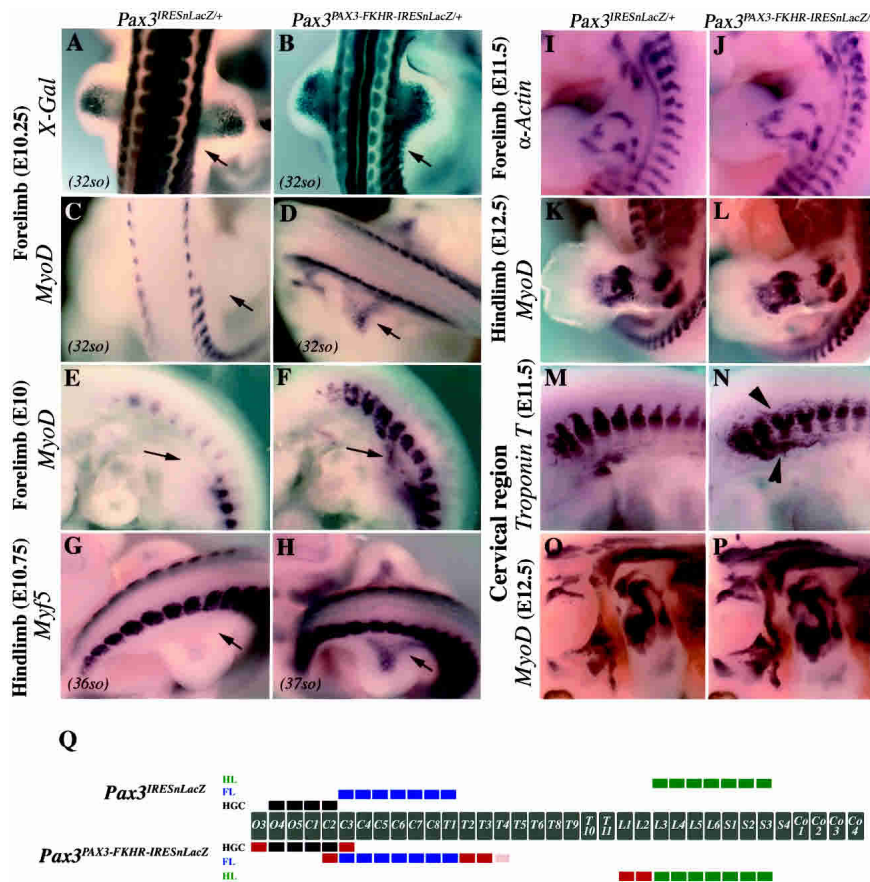 Pax3IRESnLacZ/+
Pax3PAX3-FKHR-IRESnLacZ/+
Pax3IRESnLacZ/+
Pax3PAX3-FKHR-IRESnLacZ/+
Forelimb (E10.25)
X-Gal
A
(32so)
B
(32so)
MyoD
C
(32so)
D
(32so)
Forelimb (E10)
MyoD
E
F
Hindlimb (E10.75)
Myf5
G
(36so)
H
(37so)
Forelimb (E11.5)
α-Actin
I
J
Hindlimb (E12.5)
MyoD
K
L
Cervical region
Troponin T (E11.5)
M
N
MyoD (E12.5)
O
P
Q
Pax3IRESnLacZ
HL
FL
HGC
O3 O4 O5 C1 C2 C3 C4 C5 C6 C7 C8 T1 T2 T3 T4 T5 T6 T7 T8 T9 T10 T11 L1 L2 L3 L4 L5 L6 S1 S2 S3 S4 Co1 Co2 Co3 Co4
Pax3PAX3-FKHR-IRESnLacZ
HGC
FL
HL